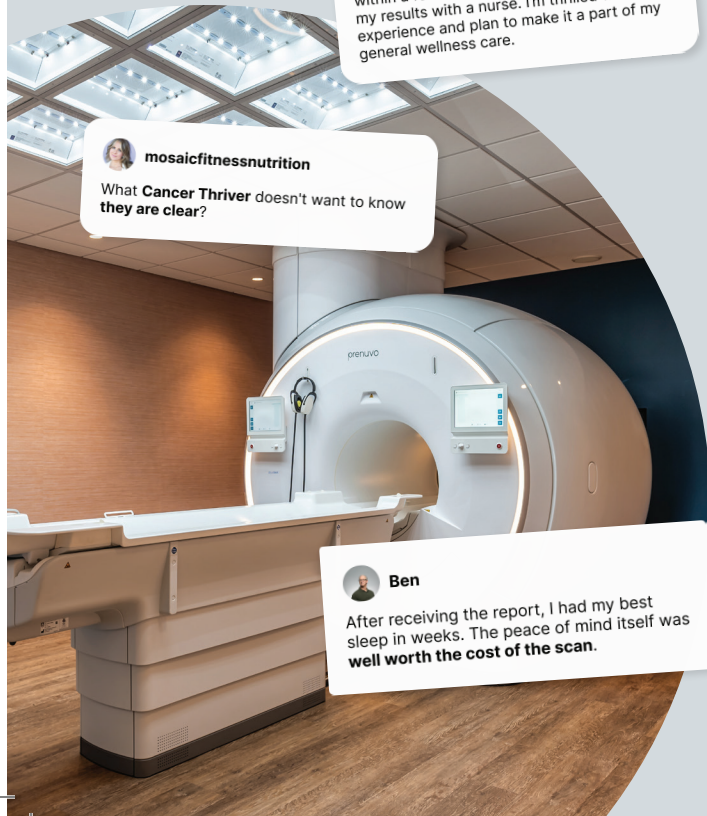 my results with a nurse. I'm thrilled
experience and plan to make it a part of my
general wellness care.
mosaicfitnessnutrition
What Cancer Thriver doesn't want to know
they are clear?
prenuvo
Ben
After receiving the report, I had my best
sleep in weeks. The peace of mind itself was
well worth the cost of the scan.